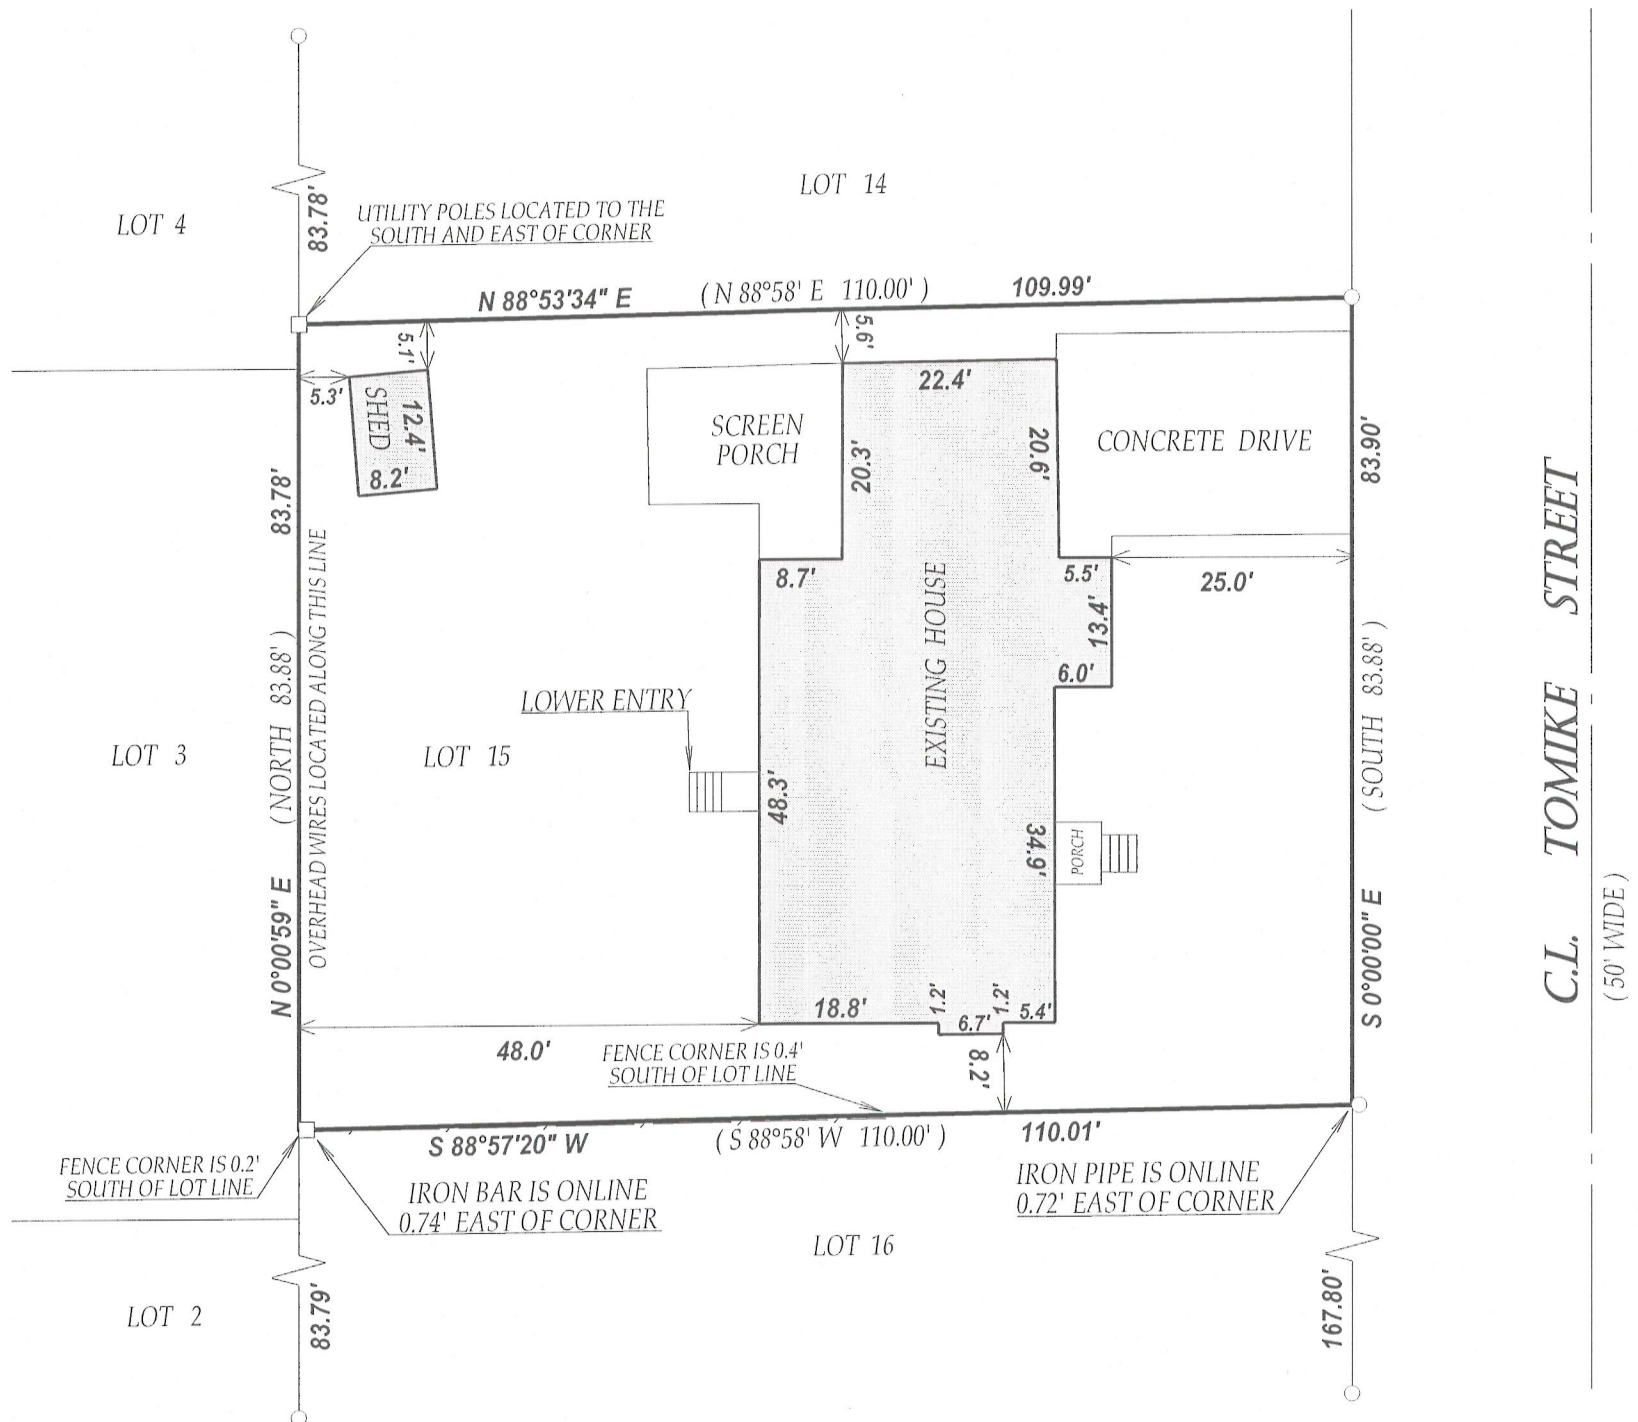 LOT 14
LOT 4
83.78'
UTILITY POLES LOCATED TO THE
SOUTH AND EAST OF CORNER
N 88°53'34" E
( N 88°58' E 110.00' )
109.99'
5.1'
5.6'
5.3'
SHED
12.4'
8.2'
SCREEN
PORCH
22.4'
20.3'
20.6'
CONCRETE DRIVE
83.90'
83.78'
8.7'
5.5'
25.0'
13.4'
6.0'
EXISTING HOUSE
LOWER ENTRY
LOT 3
LOT 15
( NORTH 83.88' )
OVERHEAD WIRES LOCATED ALONG THIS LINE
N 0°00'59" E
48.3'
34.9'
PORCH
( SOUTH 83.88' )
S 0°00'00" E
C.L. TOMIKE STREET
( 50' WIDE )
18.8'
1.2'
6.7'
1.2'
5.4'
48.0'
FENCE CORNER IS 0.4'
SOUTH OF LOT LINE
8.2'
S 88°57'20" W
( S 88°58' W 110.00' )
110.01'
FENCE CORNER IS 0.2'
SOUTH OF LOT LINE
IRON BAR IS ONLINE
0.74' EAST OF CORNER
IRON PIPE IS ONLINE
0.72' EAST OF CORNER
LOT 16
LOT 2
83.79'
167.80'